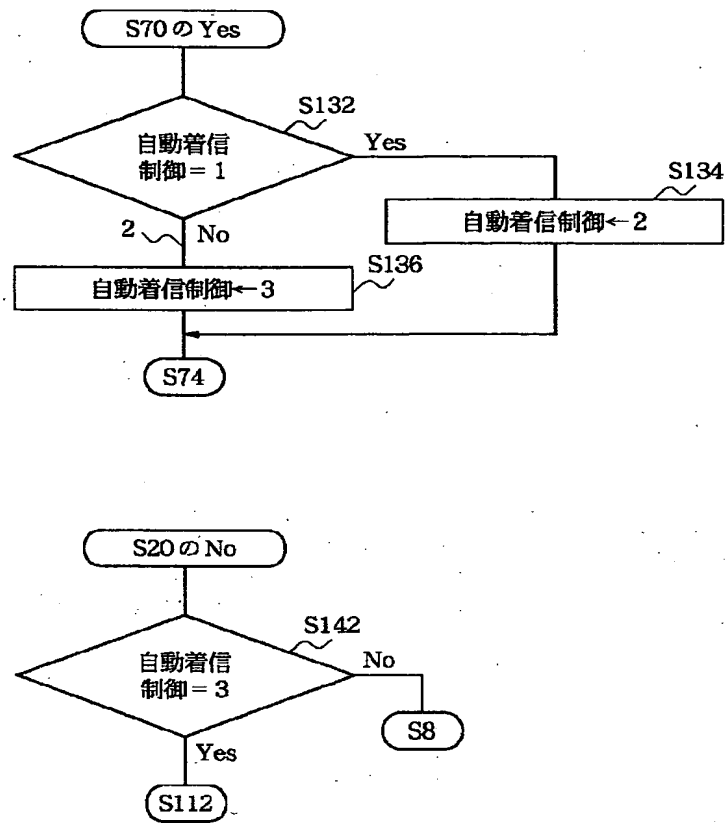 S70のYes
S132
自動着信
制御=1
Yes
S134
自動着信制御←2
2
No
S136
自動着信制御←3
S74
S20のNo
S142
自動着信
制御=3
No
S8
Yes
S112